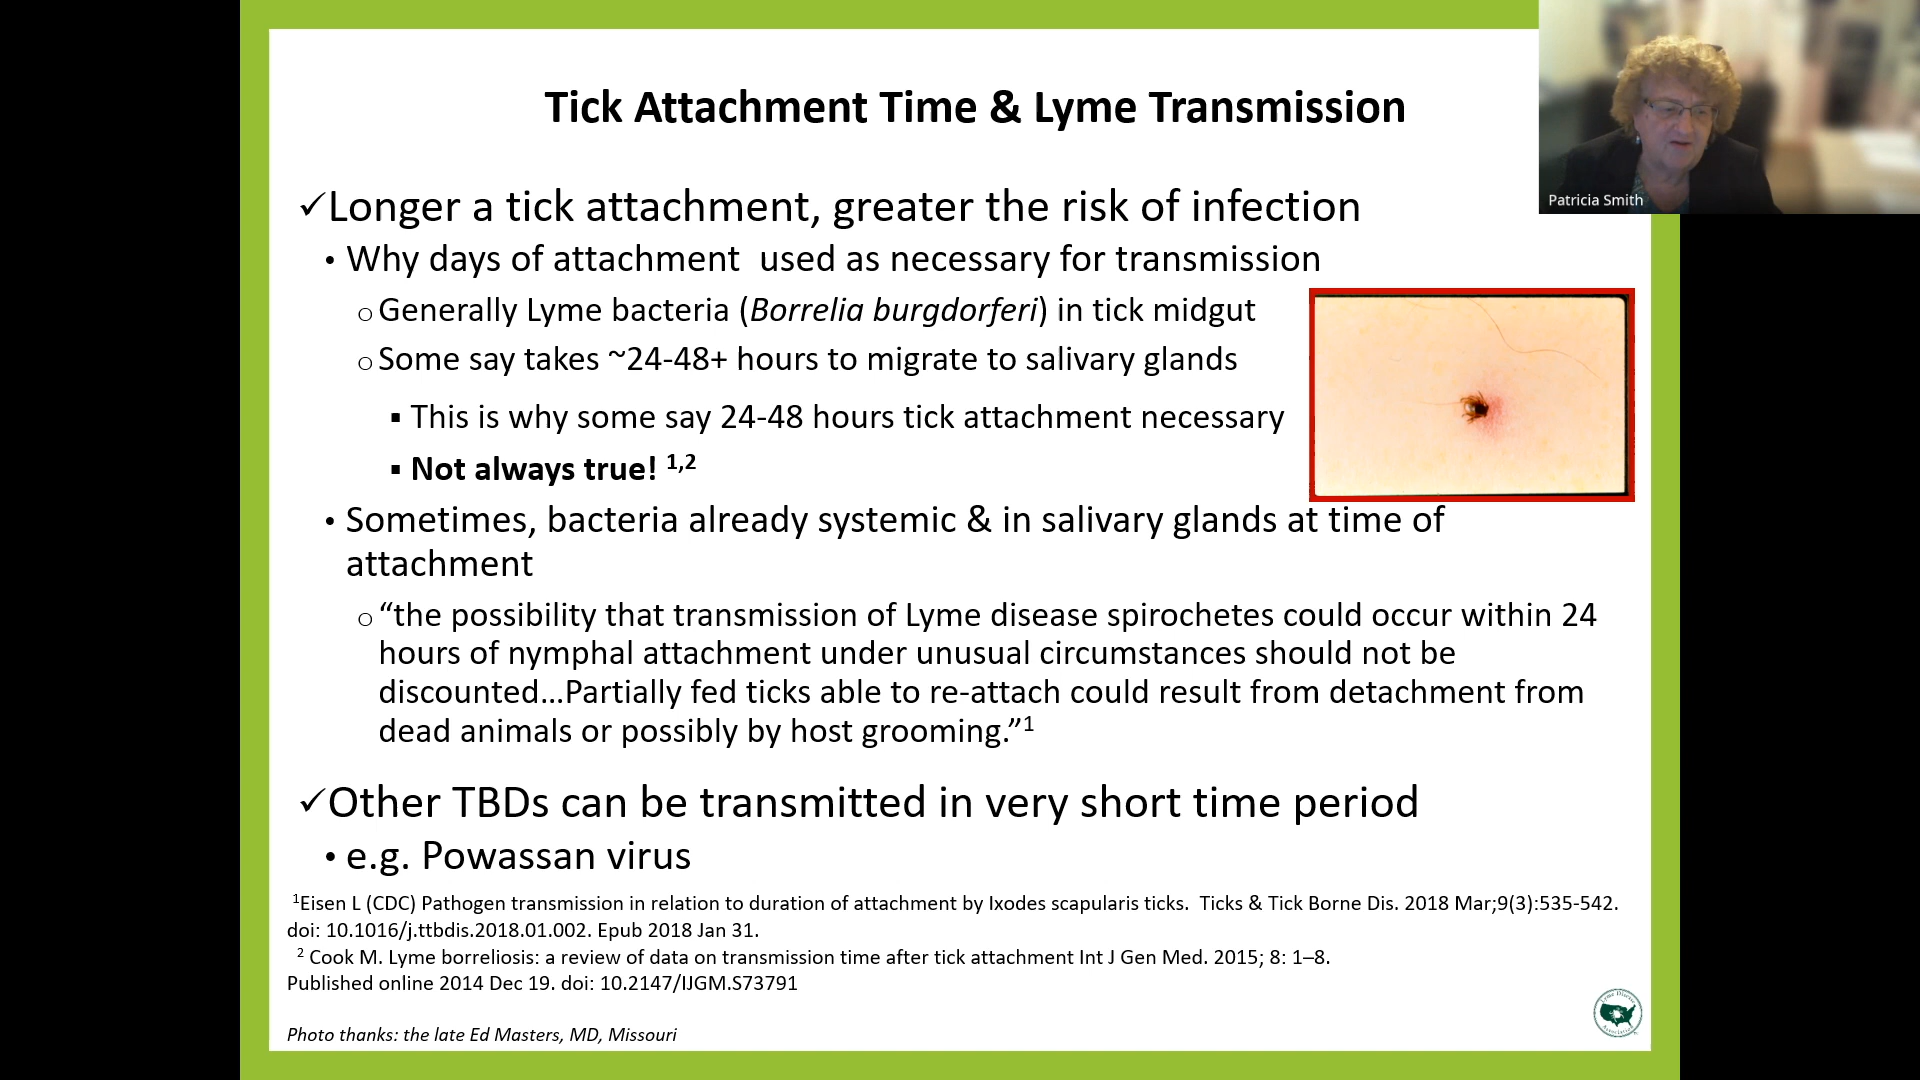 Tick Attachment Time & Lyme Transmission
Patricia Smith
✓Longer a tick attachment, greater the risk of infection
• Why days of attachment  used as necessary for transmission
o Generally Lyme bacteria (Borrelia burgdorferi) in tick midgut
o Some say takes ~24-48+ hours to migrate to salivary glands
▪ This is why some say 24-48 hours tick attachment necessary
▪ Not always true! 1,2
• Sometimes, bacteria already systemic & in salivary glands at time of
attachment
o “the possibility that transmission of Lyme disease spirochetes could occur within 24
hours of nymphal attachment under unusual circumstances should not be
discounted…Partially fed ticks able to re-attach could result from detachment from
dead animals or possibly by host grooming.”1
✓Other TBDs can be transmitted in very short time period
• e.g. Powassan virus
1Eisen L (CDC) Pathogen transmission in relation to duration of attachment by Ixodes scapularis ticks.  Ticks & Tick Borne Dis. 2018 Mar;9(3):535-542.
doi: 10.1016/j.ttbdis.2018.01.002. Epub 2018 Jan 31.
2 Cook M. Lyme borreliosis: a review of data on transmission time after tick attachment Int J Gen Med. 2015; 8: 1–8.
Published online 2014 Dec 19. doi: 10.2147/IJGM.S73791
Photo thanks: the late Ed Masters, MD, Missouri
Lyme Disease
Association